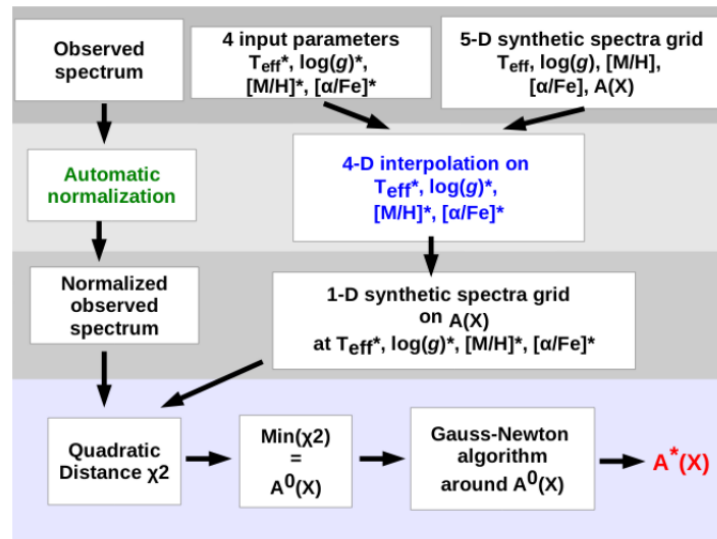 Observed
spectrum
4 input parameters
Teff*, log(g)*,
[M/H]*, [α/Fe]*
5-D synthetic spectra grid
Teff, log(g), [M/H],
[α/Fe], A(X)
Automatic
normalization
4-D interpolation on
Teff*, log(g)*,
[M/H]*, [α/Fe]*
Normalized
observed
spectrum
1-D synthetic spectra grid
on A(X)
at Teff*, log(g)*, [M/H]*, [α/Fe]*
Quadratic
Distance χ2
Min(χ2)
=
A⁰(X)
Gauss-Newton
algorithm
around A⁰(X)
A*(X)